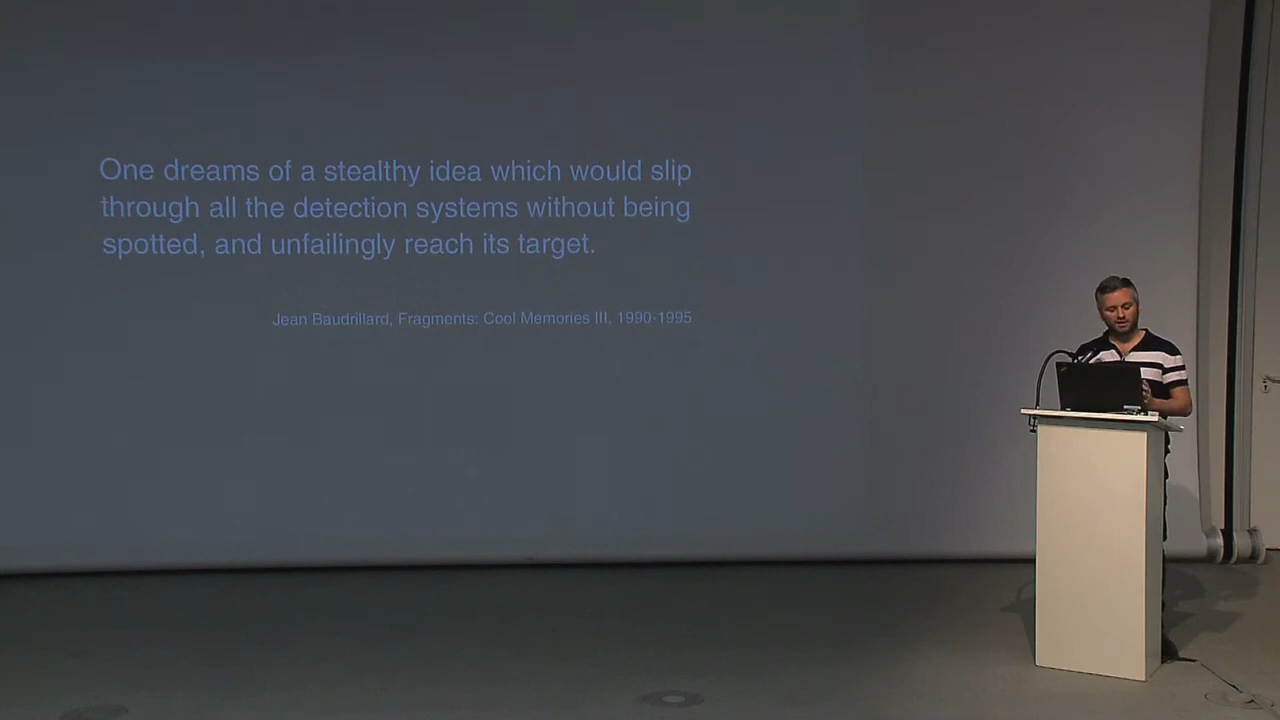 One dreams of a stealthy idea which would slip
through all the detection systems without being
spotted, and unfailingly reach its target.
Jean Baudrillard, Fragments: Cool Memories III, 1990-1995